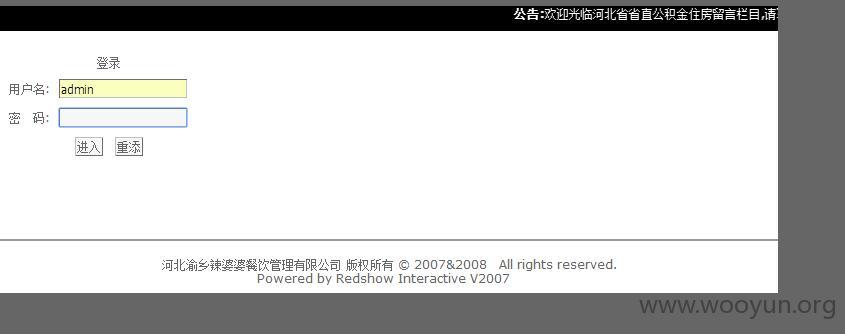 公告:欢迎光临河北省省直公积金住房留言栏目,请
登录
用户名: admin
密 码:
进入 重添
河北渝乡辣婆婆餐饮管理有限公司 版权所有 © 2007&2008 All rights reserved.
Powered by Redshow Interactive V2007
www.wooyun.org